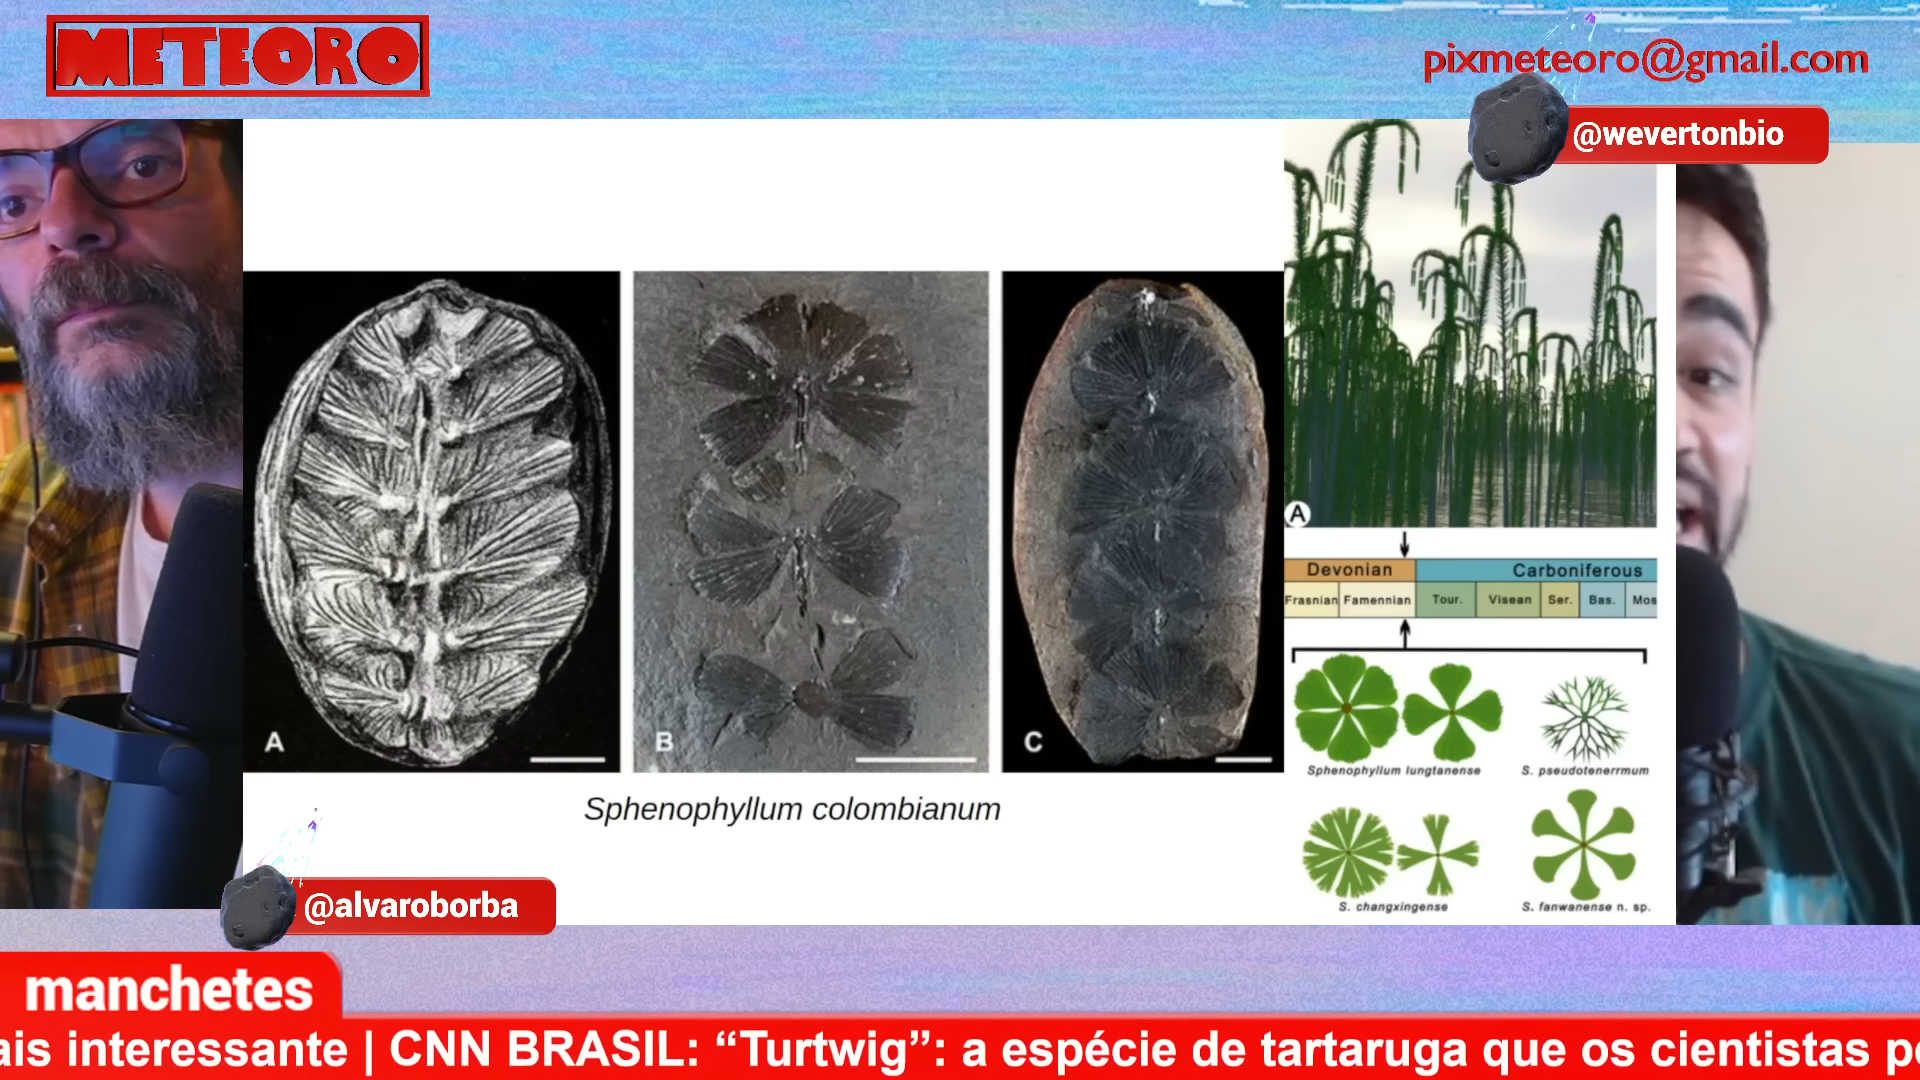 METEORO
pixmeteoro@gmail.com
@wevertonbio
A
Devonian
Carboniferous
Frasnian
Famennian
Tour.
Visean
Ser.
Bas.
Mos
A
B
C
Sphenophyllum lungtanense
S. pseudotenerrmum
Sphenophyllum colombianum
S. changxingense
S. fanwanense n. sp.
@alvaroborba
manchetes
ais interessante | CNN BRASIL: “Turtwig”: a espécie de tartaruga que os cientistas pe